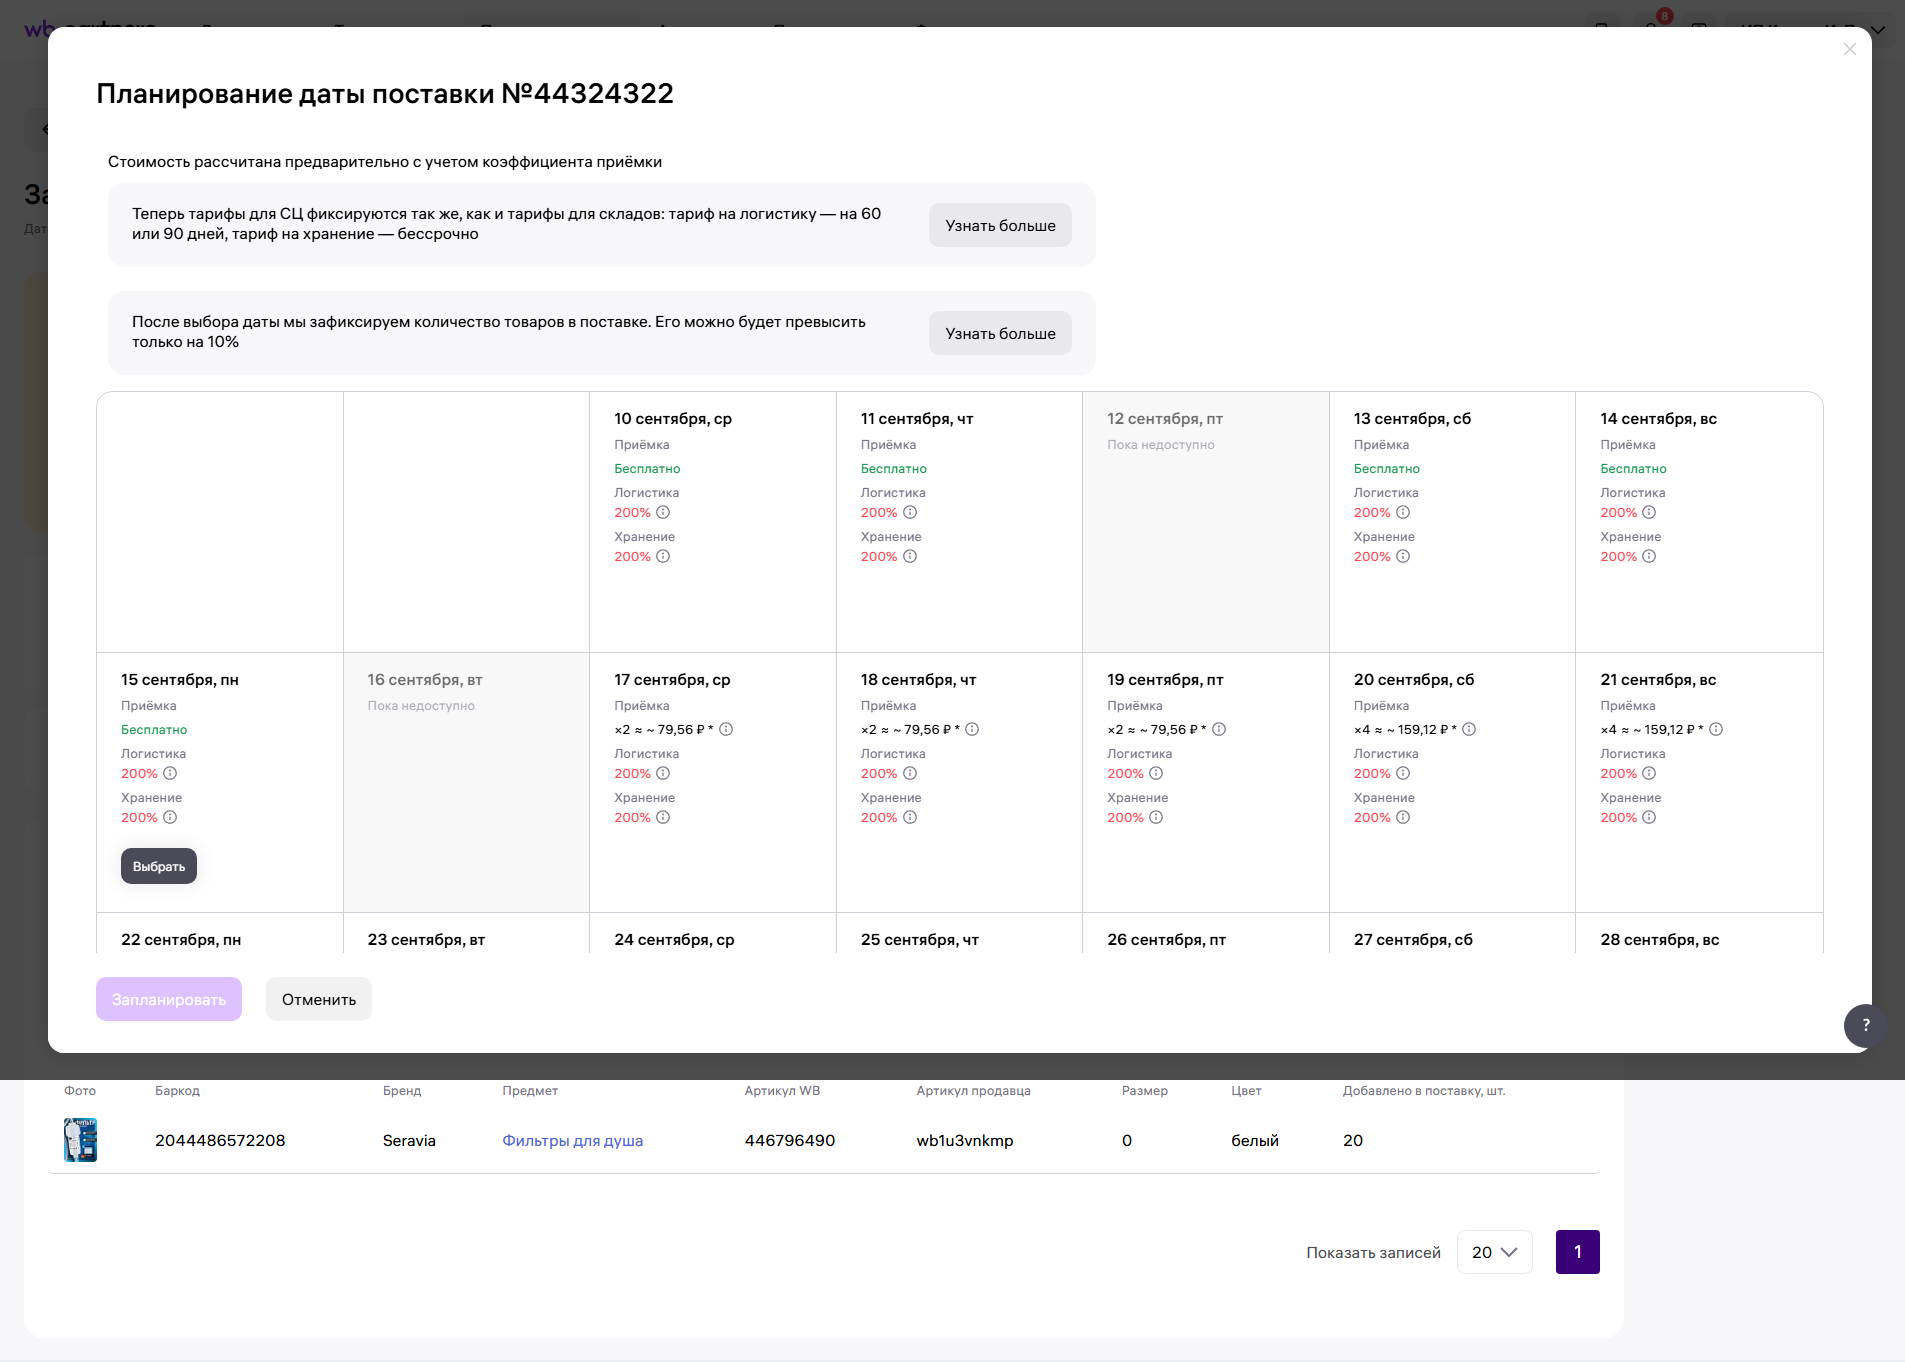 Планирование даты поставки №44324322
Стоимость рассчитана предварительно с учетом коэффициента приёмки
Теперь тарифы для СЦ фиксируются так же, как и тарифы для складов: тариф на логистику — на 60
или 90 дней, тариф на хранение — бессрочно
Узнать больше
После выбора даты мы зафиксируем количество товаров в поставке. Его можно будет превысить
только на 10%
Узнать больше
10 сентября, ср
Приёмка
Бесплатно
Логистика
200%
Хранение
200%
11 сентября, чт
Приёмка
Бесплатно
Логистика
200%
Хранение
200%
12 сентября, пт
Пока недоступно
13 сентября, сб
Приёмка
Бесплатно
Логистика
200%
Хранение
200%
14 сентября, вс
Приёмка
Бесплатно
Логистика
200%
Хранение
200%
15 сентября, пн
Приёмка
Бесплатно
Логистика
200%
Хранение
200%
Выбрать
16 сентября, вт
Пока недоступно
17 сентября, ср
Приёмка
×2 ≈ ~ 79,56 ₽ *
Логистика
200%
Хранение
200%
18 сентября, чт
Приёмка
×2 ≈ ~ 79,56 ₽ *
Логистика
200%
Хранение
200%
19 сентября, пт
Приёмка
×2 ≈ ~ 79,56 ₽ *
Логистика
200%
Хранение
200%
20 сентября, сб
Приёмка
×4 ≈ ~ 159,12 ₽ *
Логистика
200%
Хранение
200%
21 сентября, вс
Приёмка
×4 ≈ ~ 159,12 ₽ *
Логистика
200%
Хранение
200%
22 сентября, пн
23 сентября, вт
24 сентября, ср
25 сентября, чт
26 сентября, пт
27 сентября, сб
28 сентября, вс
Запланировать
Отменить
?
8
Фото Баркод Бренд Предмет Артикул WB Артикул продавца Размер Цвет Добавлено в поставку, шт.
2044486572208 Seravia Фильтры для душа 446796490 wb1u3vnkmp 0 белый 20
Показать записей 20 1